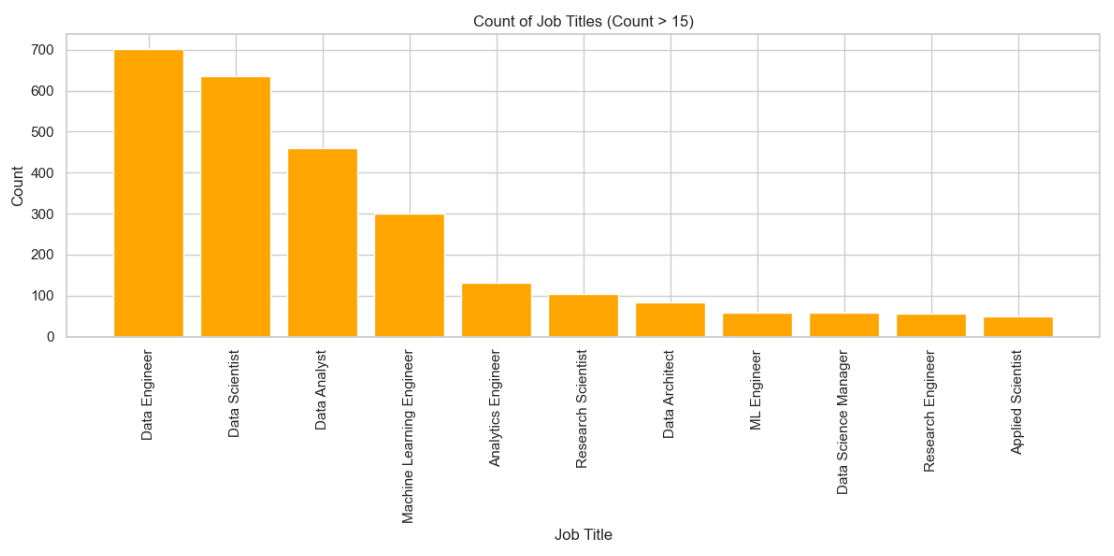 Count of Job Titles (Count > 15)
Count
700
600
500
400
300
200
100
0
Data Engineer
Data Scientist
Data Analyst
Machine Learning Engineer
Analytics Engineer
Research Scientist
Data Architect
ML Engineer
Data Science Manager
Research Engineer
Applied Scientist
Job Title